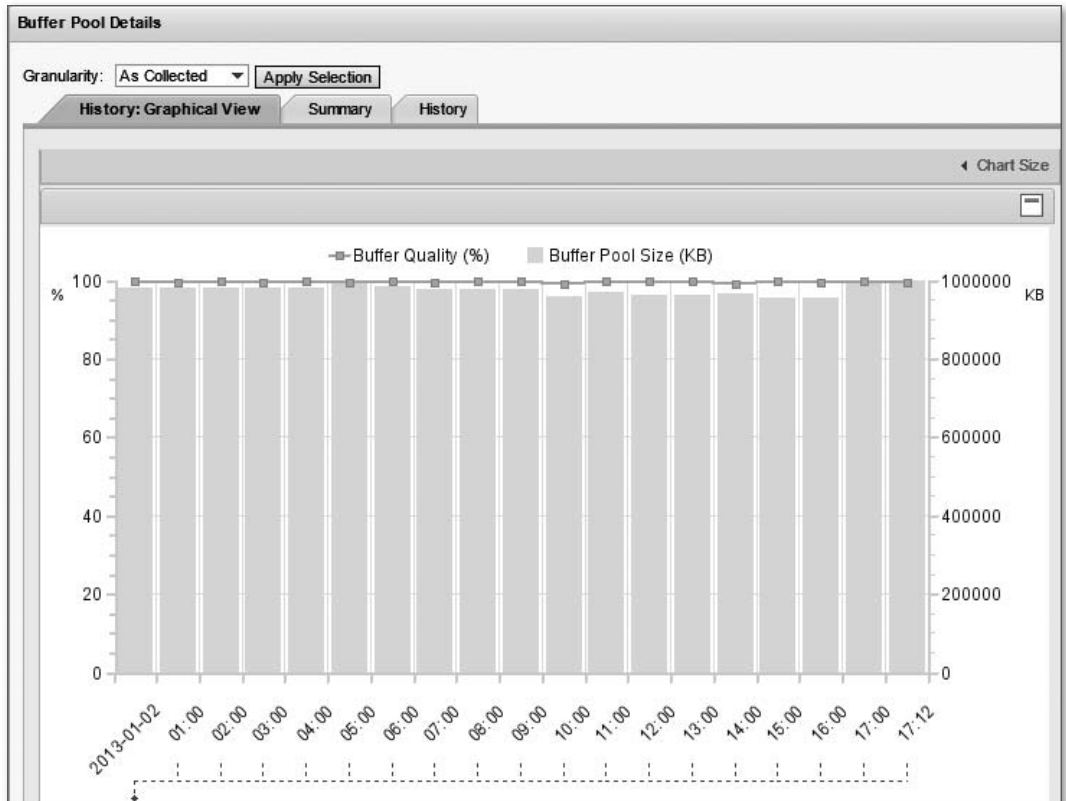 Buffer Pool Details
Granularity: As Collected Apply Selection
History: Graphical View Summary History
Chart Size
Buffer Quality (%) Buffer Pool Size (KB)
100 1000000
% KB
80 800000
60 600000
40 400000
20 200000
0 0
2013-01-02 01:00 02:00 03:00 04:00 05:00 06:00 07:00 08:00 09:00 10:00 11:00 12:00 13:00 14:00 15:00 16:00 17:00 17:12